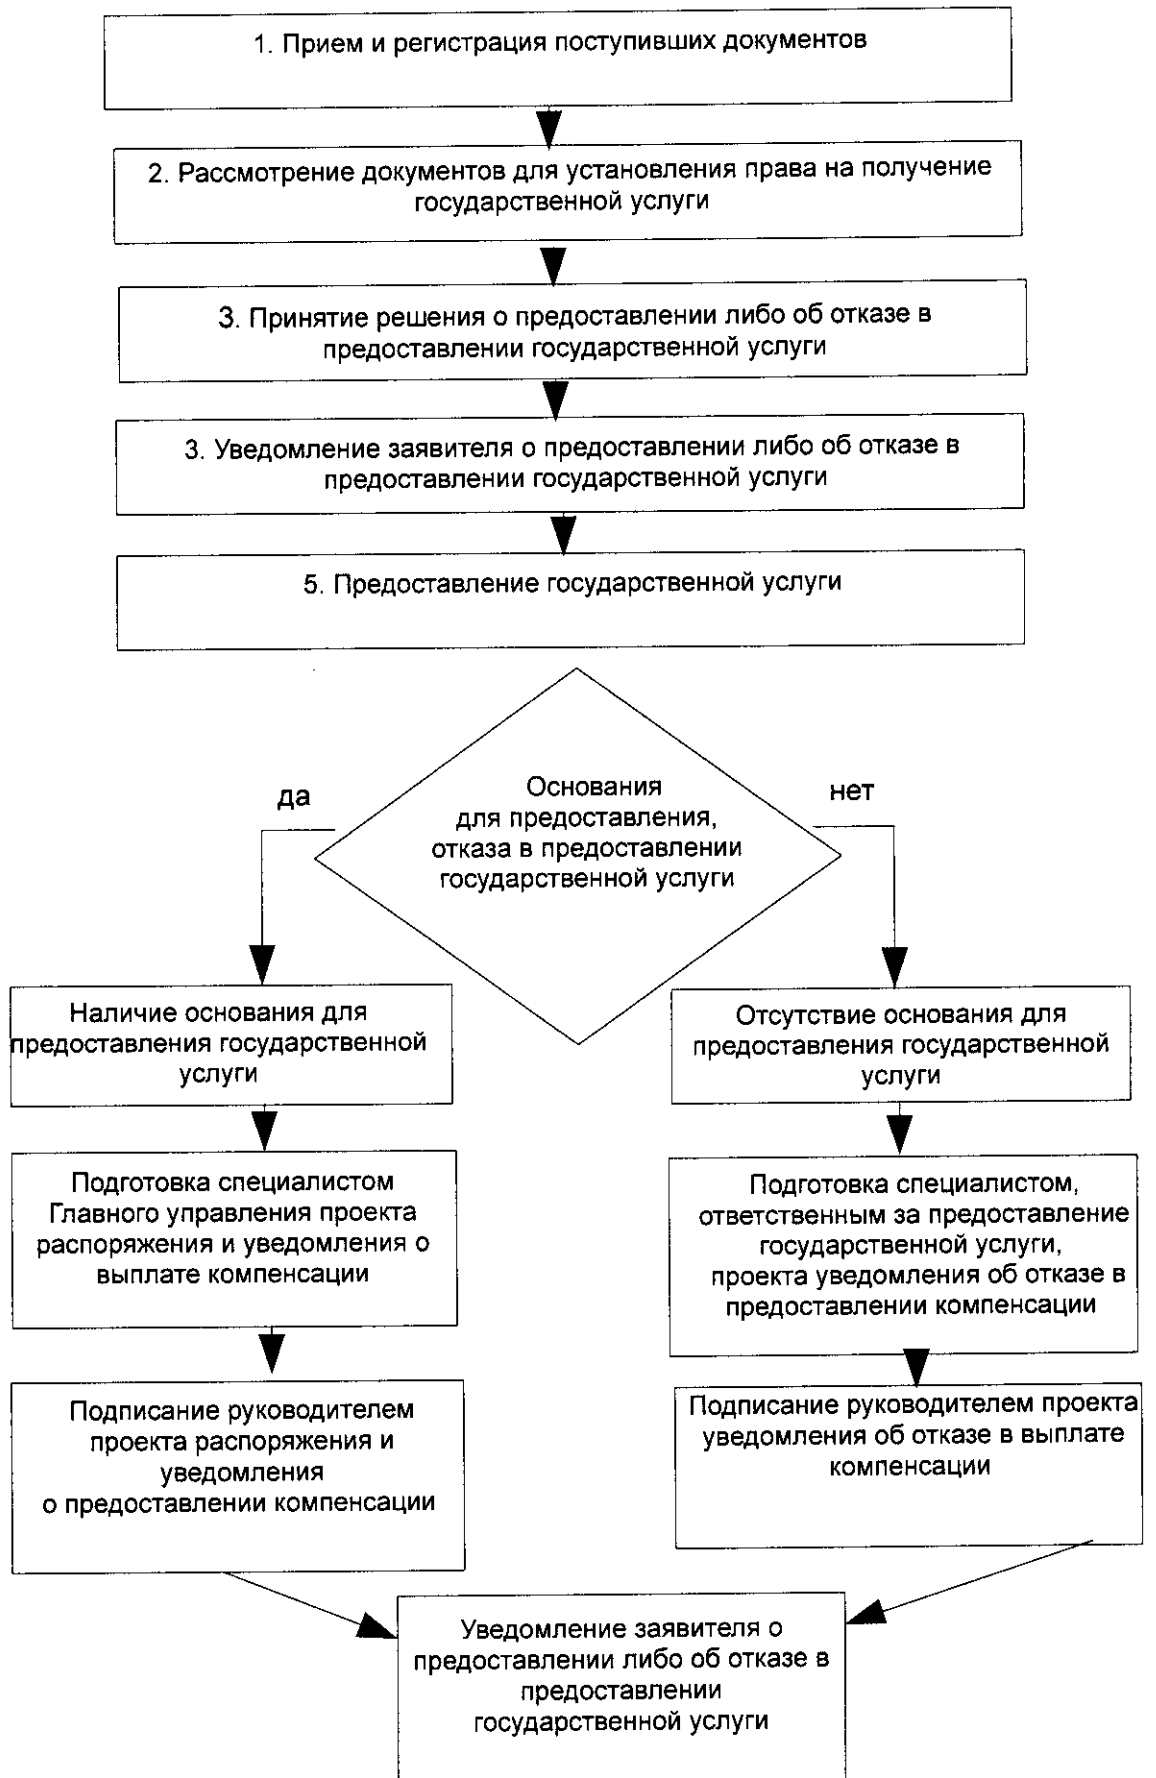 1. Прием и регистрация поступивших документов
2. Рассмотрение документов для установления права на получение
государственной услуги
3. Принятие решения о предоставлении либо об отказе в
предоставлении государственной услуги
3. Уведомление заявителя о предоставлении либо об отказе в
предоставлении государственной услуги
5. Предоставление государственной услуги
Основания
для предоставления,
отказа в предоставлении
государственной услуги
да
нет
Наличие основания для
предоставления государственной
услуги
Отсутствие основания для
предоставления государственной
услуги
Подготовка специалистом
Главного управления проекта
распоряжения и уведомления о
выплате компенсации
Подготовка специалистом,
ответственным за предоставление
государственной услуги,
проекта уведомления об отказе в
предоставлении компенсации
Подписание руководителем
проекта распоряжения и
уведомления
о предоставлении компенсации
Подписание руководителем проекта
уведомления об отказе в выплате
компенсации
Уведомление заявителя о
предоставлении либо об отказе в
предоставлении
государственной услуги